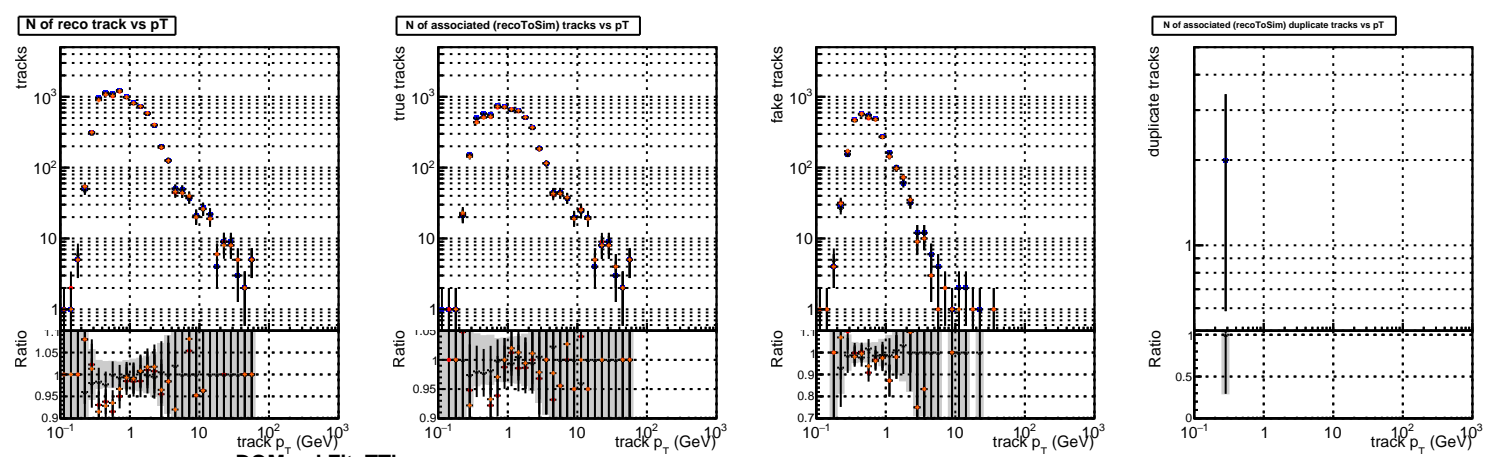 N of reco track vs pT
N of associated (recoToSim) tracks vs pT
N of associated (recoToSim) duplicate tracks vs pT
tracks
10³
10²
10
1
Ratio
1.1
1.05
1
0.95
0.9
10⁻¹ 1 10 10² 10³
track p_T (GeV)
true tracks
10³
10²
10
1
Ratio
1.05
1
0.95
0.9
10⁻¹ 1 10 10² 10³
track p_T (GeV)
fake tracks
10³
10²
10
1
Ratio
1.1
1
0.9
0.8
0.7
10⁻¹ 1 10 10² 10³
track p_T (GeV)
duplicate tracks
1
Ratio
1
0.5
0
10⁻¹ 1 10 10² 10³
track p_T (GeV)